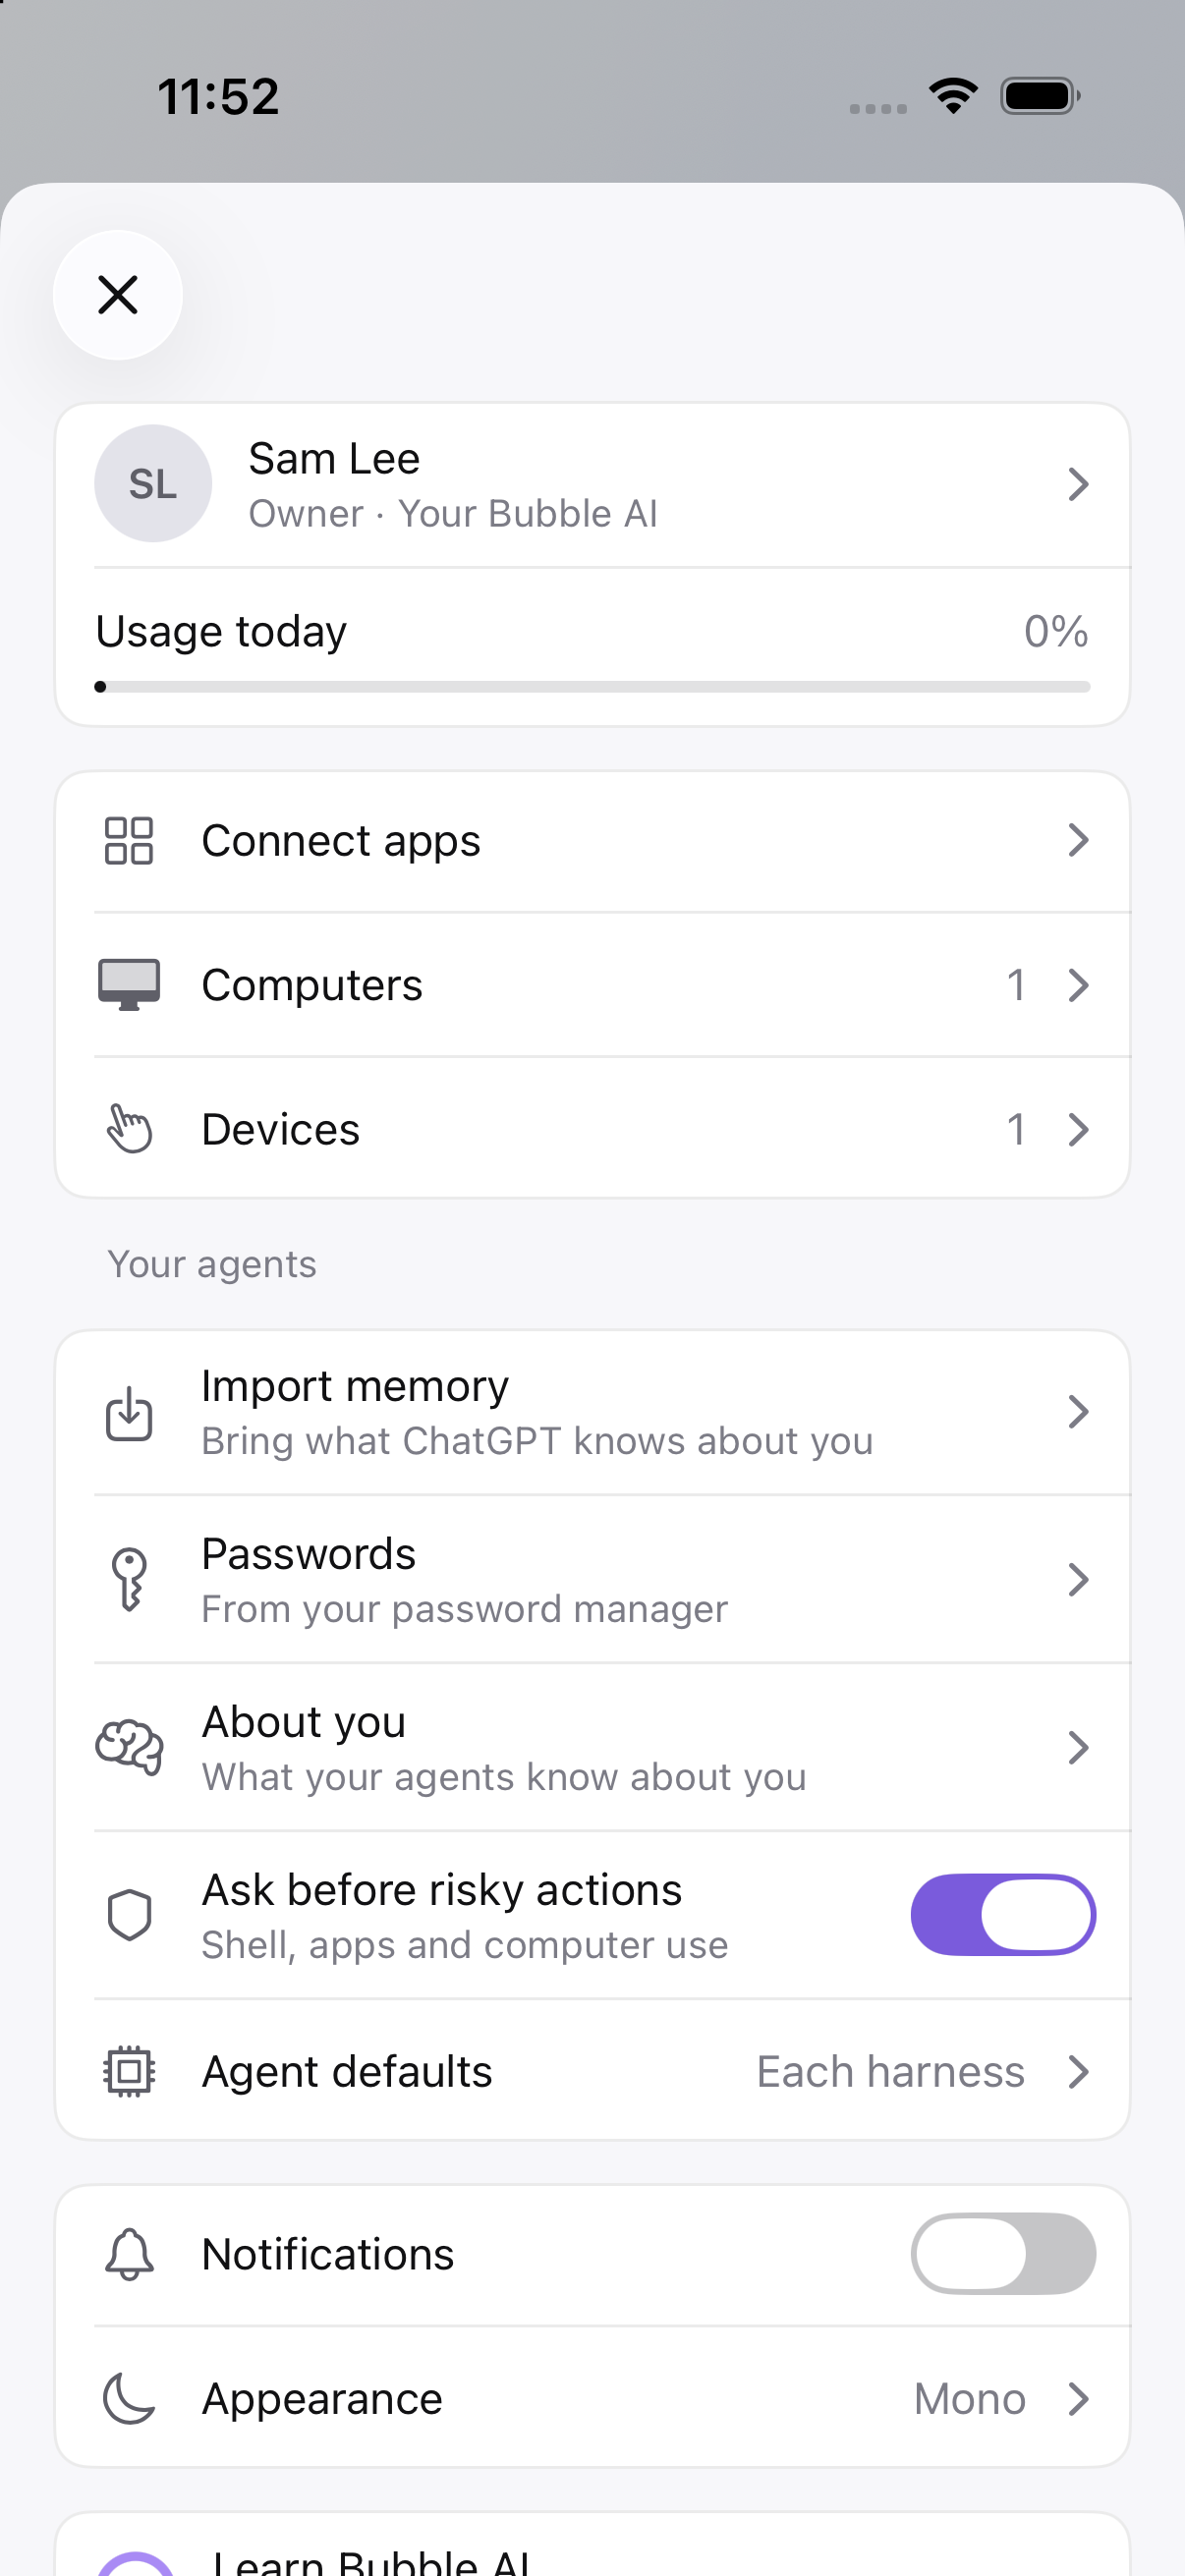 11:52
SL
Sam Lee
Owner · Your Bubble AI
Usage today
0%
Connect apps
Computers
1
Devices
1
Your agents
Import memory
Bring what ChatGPT knows about you
Passwords
From your password manager
About you
What your agents know about you
Ask before risky actions
Shell, apps and computer use
Agent defaults
Each harness
Notifications
Appearance
Mono
Learn Bubble AI